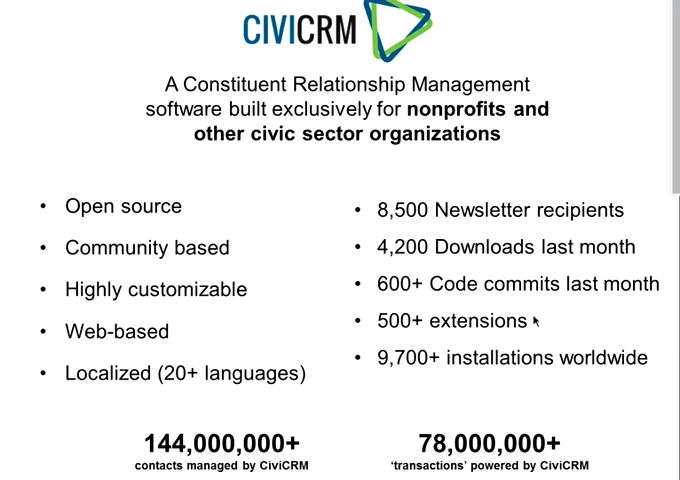 CIVICRM
A Constituent Relationship Management
software built exclusively for nonprofits and
other civic sector organizations
• Open source
• Community based
• Highly customizable
• Web-based
• Localized (20+ languages)
• 8,500 Newsletter recipients
• 4,200 Downloads last month
• 600+ Code commits last month
• 500+ extensions
• 9,700+ installations worldwide
144,000,000+
contacts managed by CiviCRM
78,000,000+
‘transactions’ powered by CiviCRM